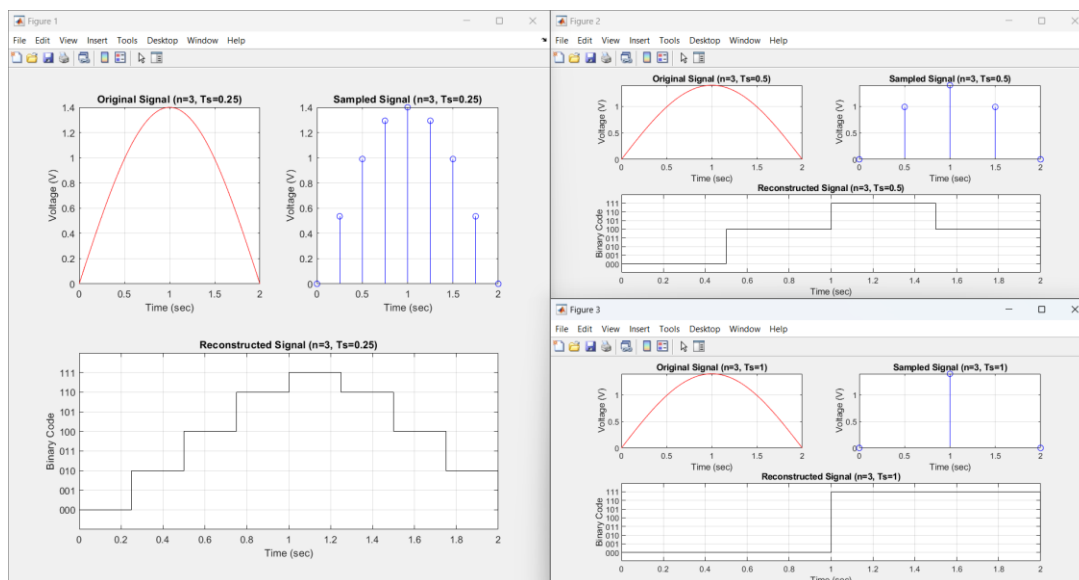 Figure 1
File Edit View Insert Tools Desktop Window Help
Original Signal (n=3, Ts=0.25)
1.4
1.2
1
0.8
0.6
0.4
0.2
0
Voltage (V)
0 0.5 1 1.5 2
Time (sec)
Sampled Signal (n=3, Ts=0.25)
1.4
1.2
1
0.8
0.6
0.4
0.2
0
Voltage (V)
0 0.5 1 1.5 2
Time (sec)
Reconstructed Signal (n=3, Ts=0.25)
111
110
101
100
011
010
001
000
Binary Code
0 0.2 0.4 0.6 0.8 1 1.2 1.4 1.6 1.8 2
Time (sec)
Figure 2
File Edit View Insert Tools Desktop Window Help
Original Signal (n=3, Ts=0.5)
1
0.5
0
Voltage (V)
0 0.5 1 1.5 2
Time (sec)
Sampled Signal (n=3, Ts=0.5)
1
0.5
0
Voltage (V)
0 0.5 1 1.5 2
Time (sec)
Reconstructed Signal (n=3, Ts=0.5)
111
110
101
100
011
010
001
000
Binary Code
0 0.2 0.4 0.6 0.8 1 1.2 1.4 1.6 1.8 2
Time (sec)
Figure 3
File Edit View Insert Tools Desktop Window Help
Original Signal (n=3, Ts=1)
1
0.5
0
Voltage (V)
0 0.5 1 1.5 2
Time (sec)
Sampled Signal (n=3, Ts=1)
1
0.5
0
Voltage (V)
0 0.5 1 1.5 2
Time (sec)
Reconstructed Signal (n=3, Ts=1)
111
110
101
100
011
010
001
000
Binary Code
0 0.2 0.4 0.6 0.8 1 1.2 1.4 1.6 1.8 2
Time (sec)